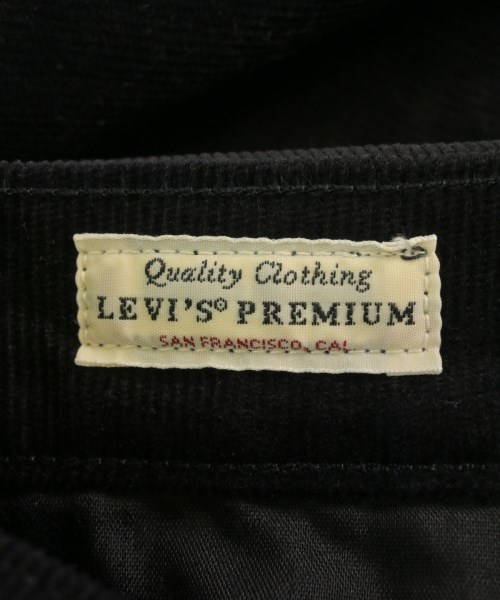 Quality Clothing
LEVI'S® PREMIUM
SAN FRANCISCO, CAL